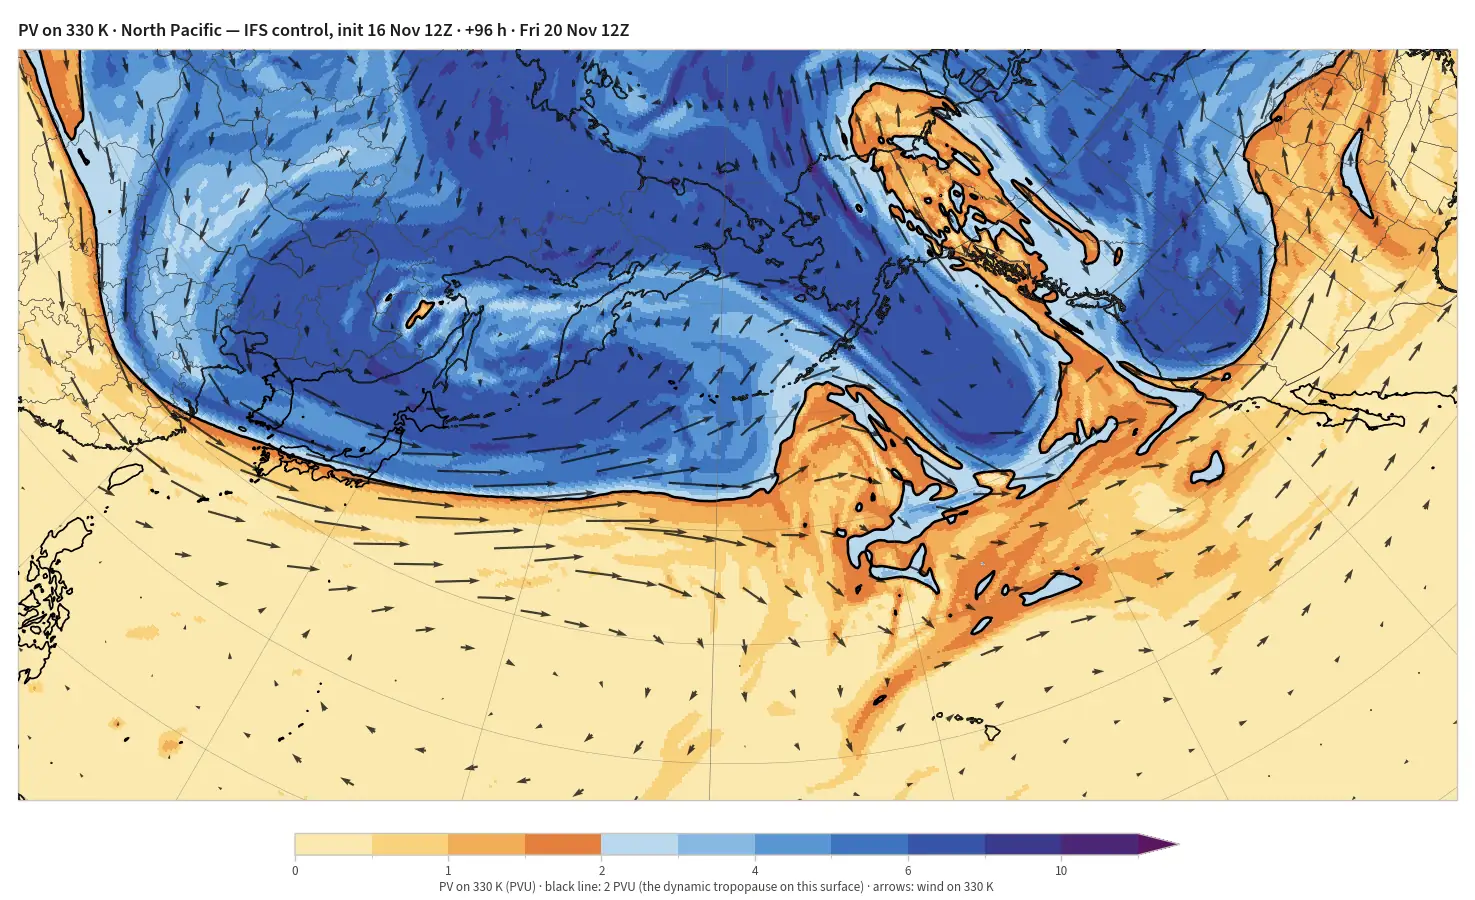 PV on 330 K · North Pacific — IFS control, init 16 Nov 12Z · +96 h · Fri 20 Nov 12Z
0 1 2 4 6 10
PV on 330 K (PVU) · black line: 2 PVU (the dynamic tropopause on this surface) · arrows: wind on 330 K